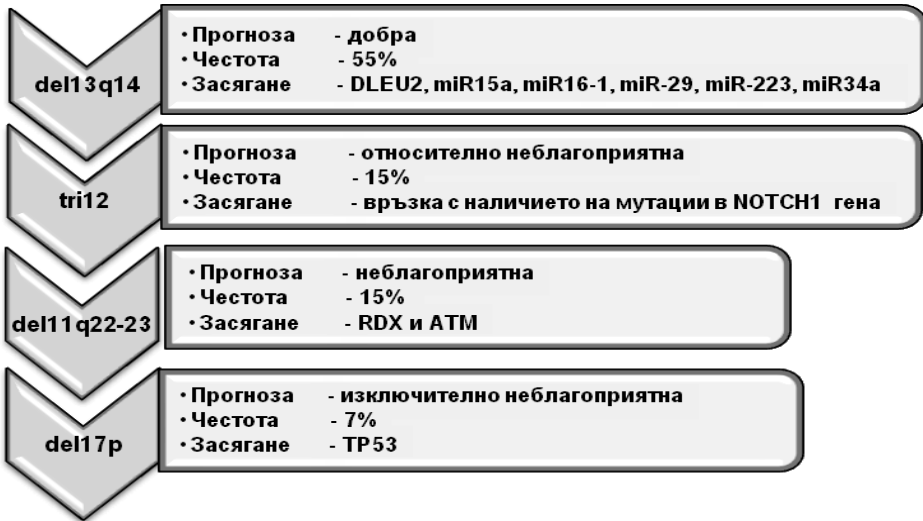 del13q14
• Прогноза - добра
• Честота - 55%
• Засягане - DLEU2, miR15a, miR16-1, miR-29, miR-223, miR34a
tri12
• Прогноза - относително неблагоприятна
• Честота - 15%
• Засягане - връзка с наличието на мутации в NOTCH1 гена
del11q22-23
• Прогноза - неблагоприятна
• Честота - 15%
• Засягане - RDX и ATM
del17p
• Прогноза - изключително неблагоприятна
• Честота - 7%
• Засягане - TP53